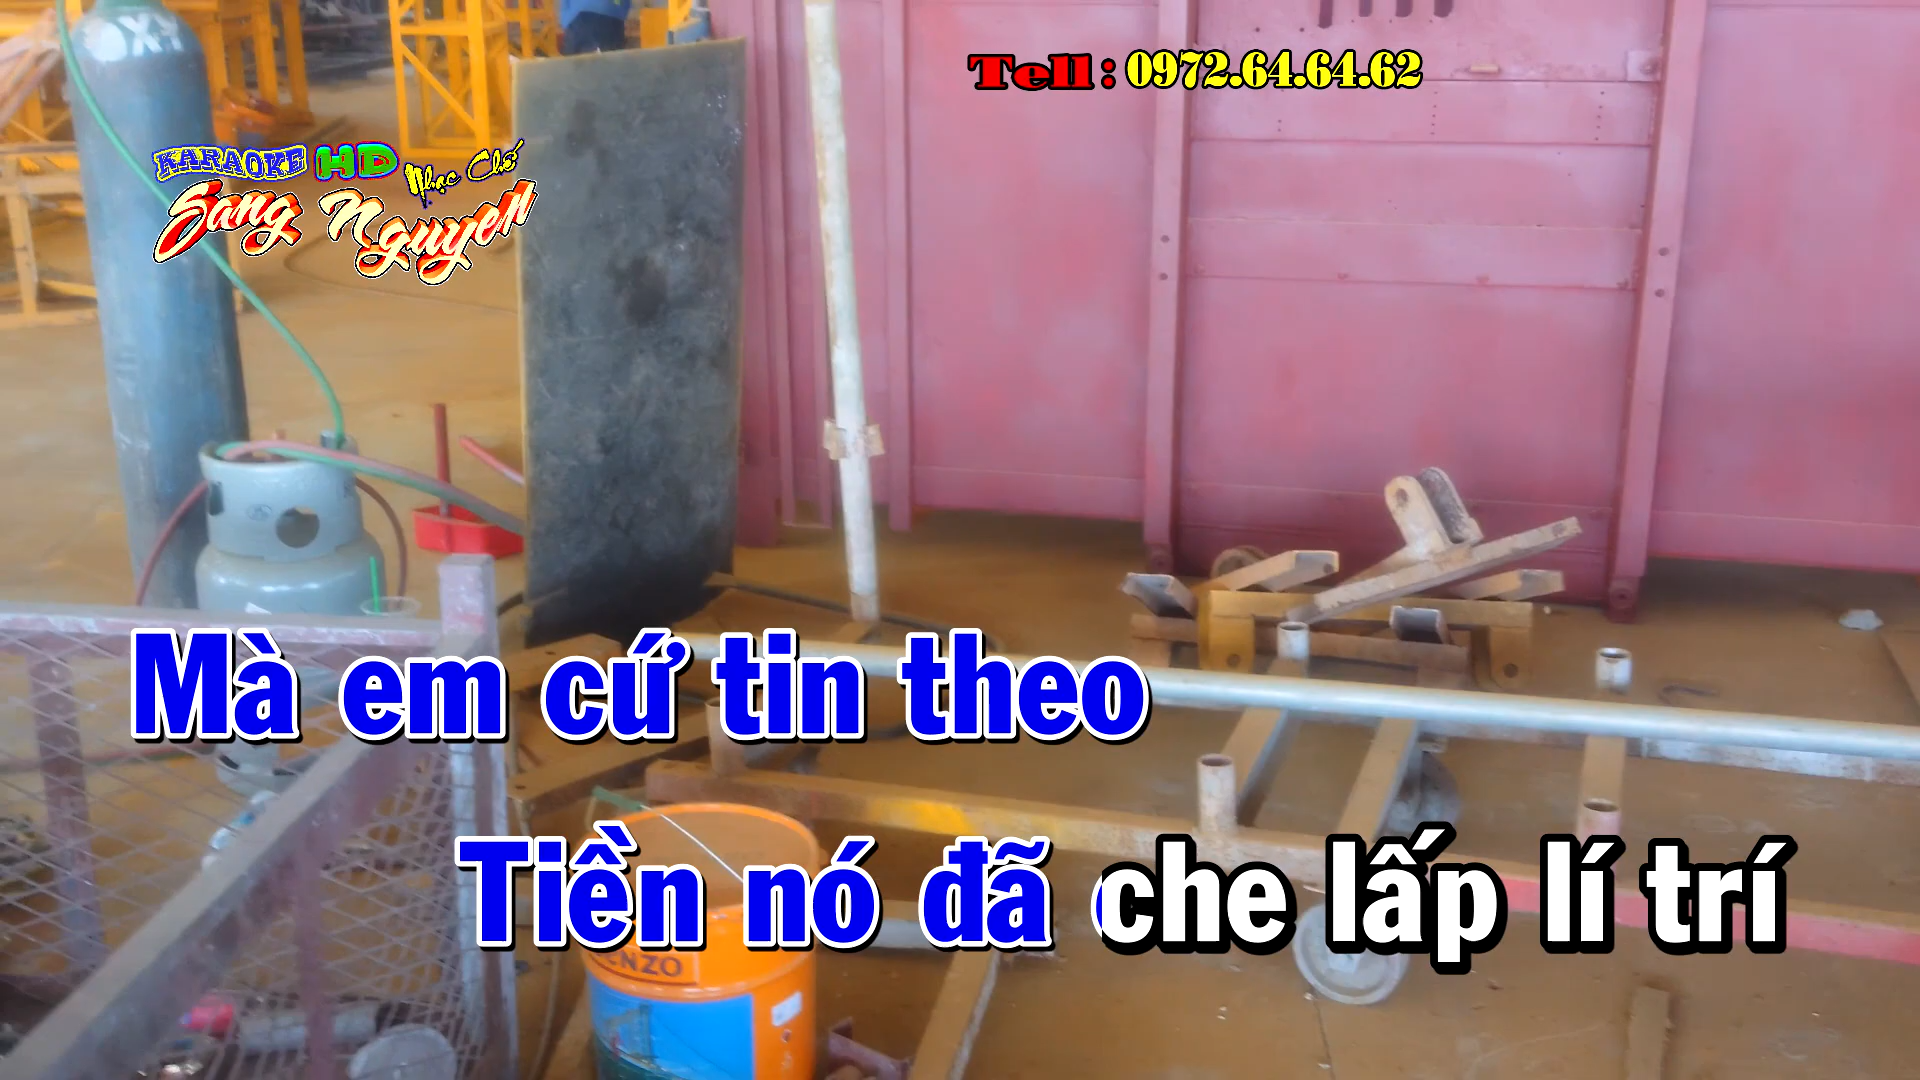 Tell : 0972.64.64.62
KARAOKE HD Nhạc Chế
Sang Nguyen
Mà em cứ tin theo
Tiền nó đã che lấp lí trí
ENZO